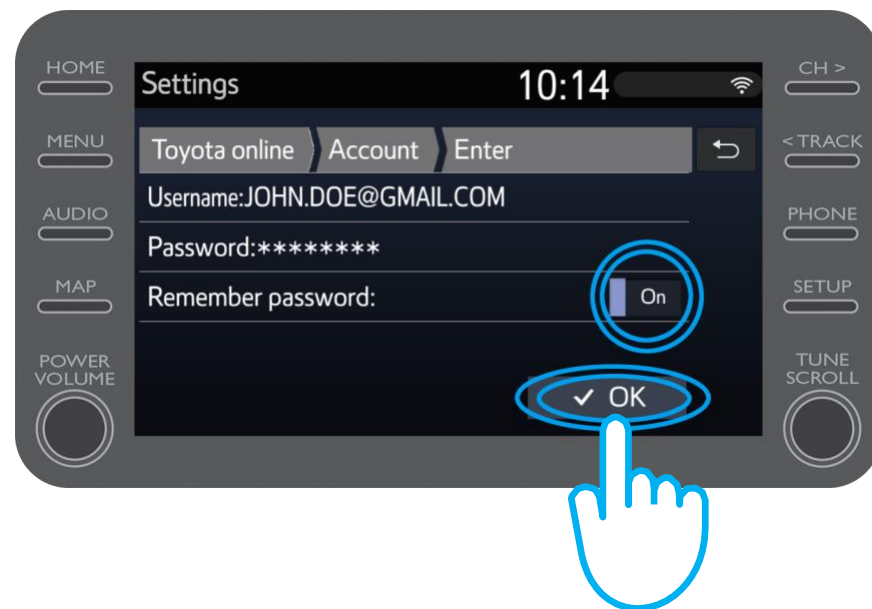 HOME
MENU
AUDIO
MAP
POWER
VOLUME
Settings
10:14
Toyota online
Account
Enter
Username:JOHN.DOE@GMAIL.COM
Password:********
Remember password:
On
OK
CH >
< TRACK
PHONE
SETUP
TUNE
SCROLL